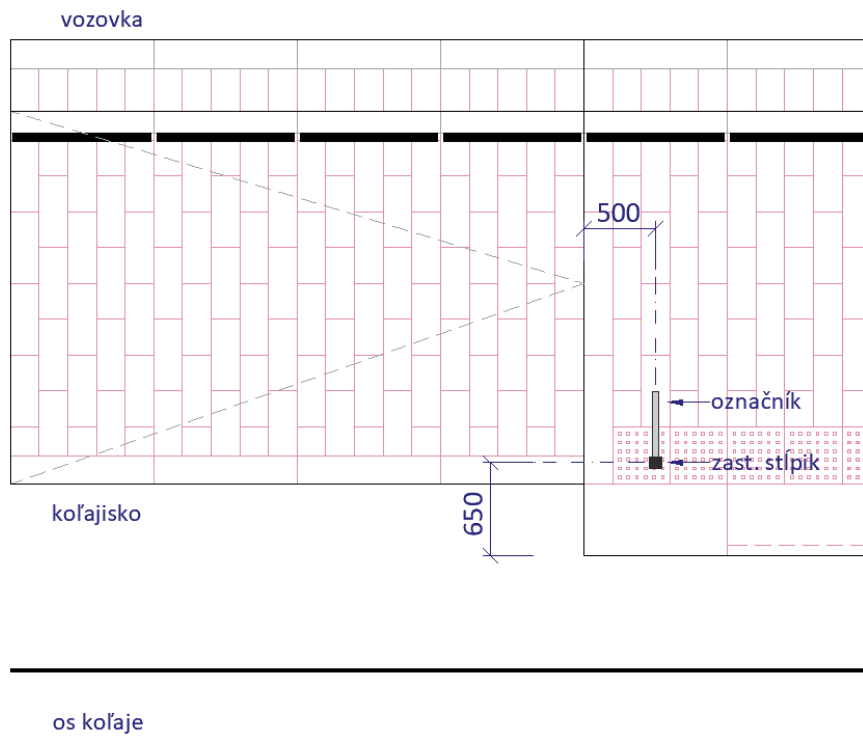 vozovka
500
označník
zast. stĺpik
koľajisko
650
os koľaje